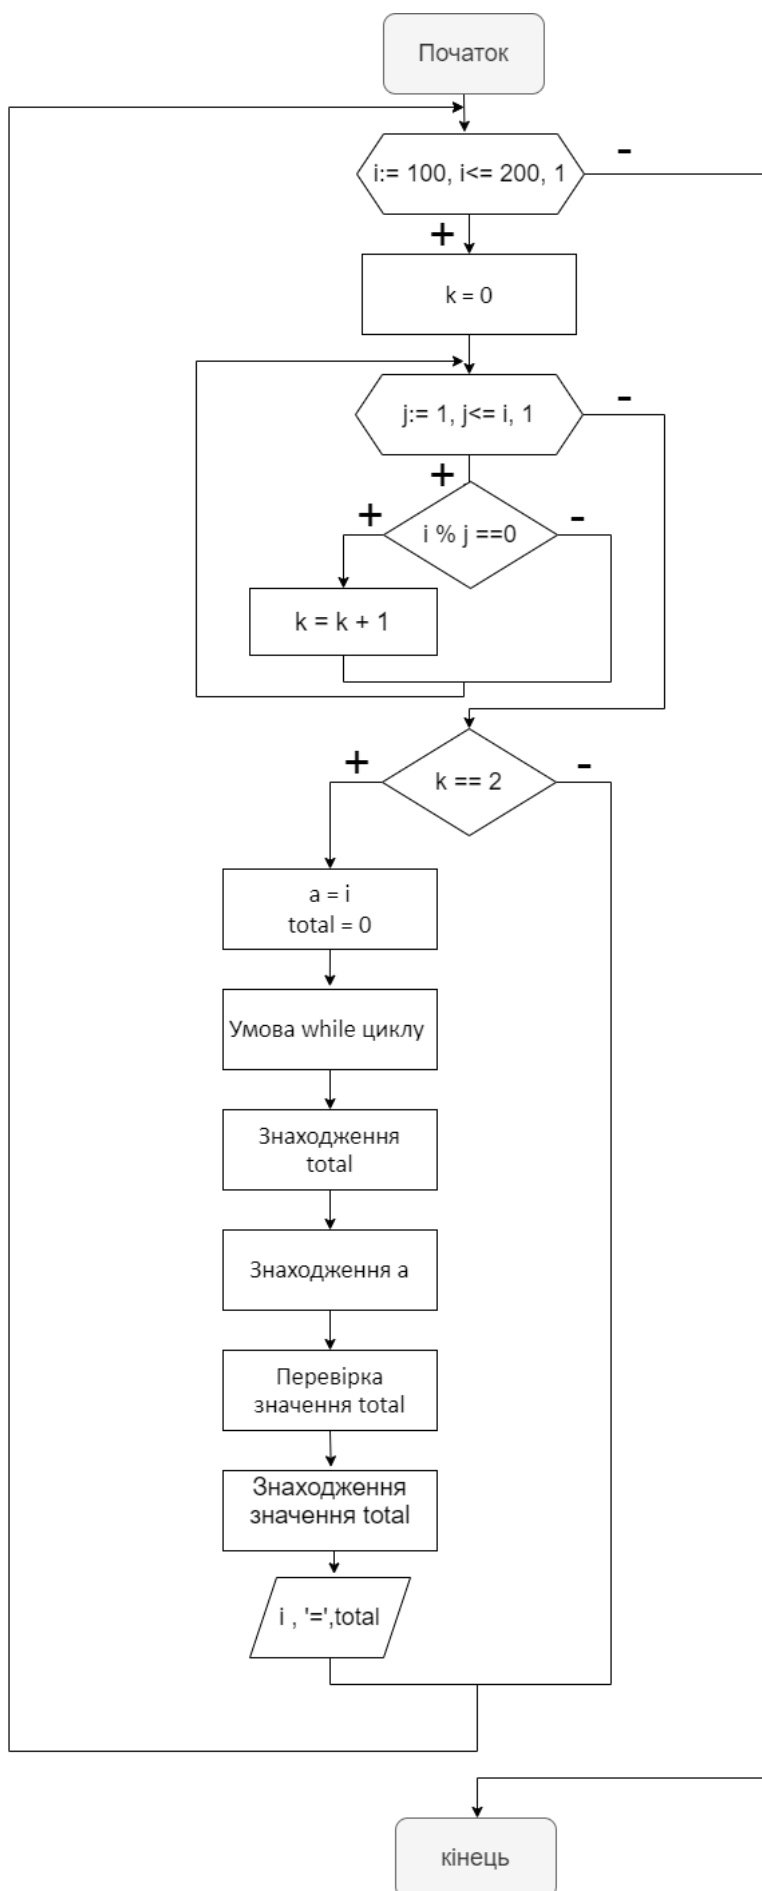 Початок
-
i:= 100, i<= 200, 1
+
k = 0
-
j:= 1, j<= i, 1
+
+
-
i % j ==0
k = k + 1
+
-
k == 2
a = i
total = 0
Умова while циклу
Знаходження
total
Знаходження a
Перевірка
значення total
Знаходження
значення total
i , '=',total
кінець